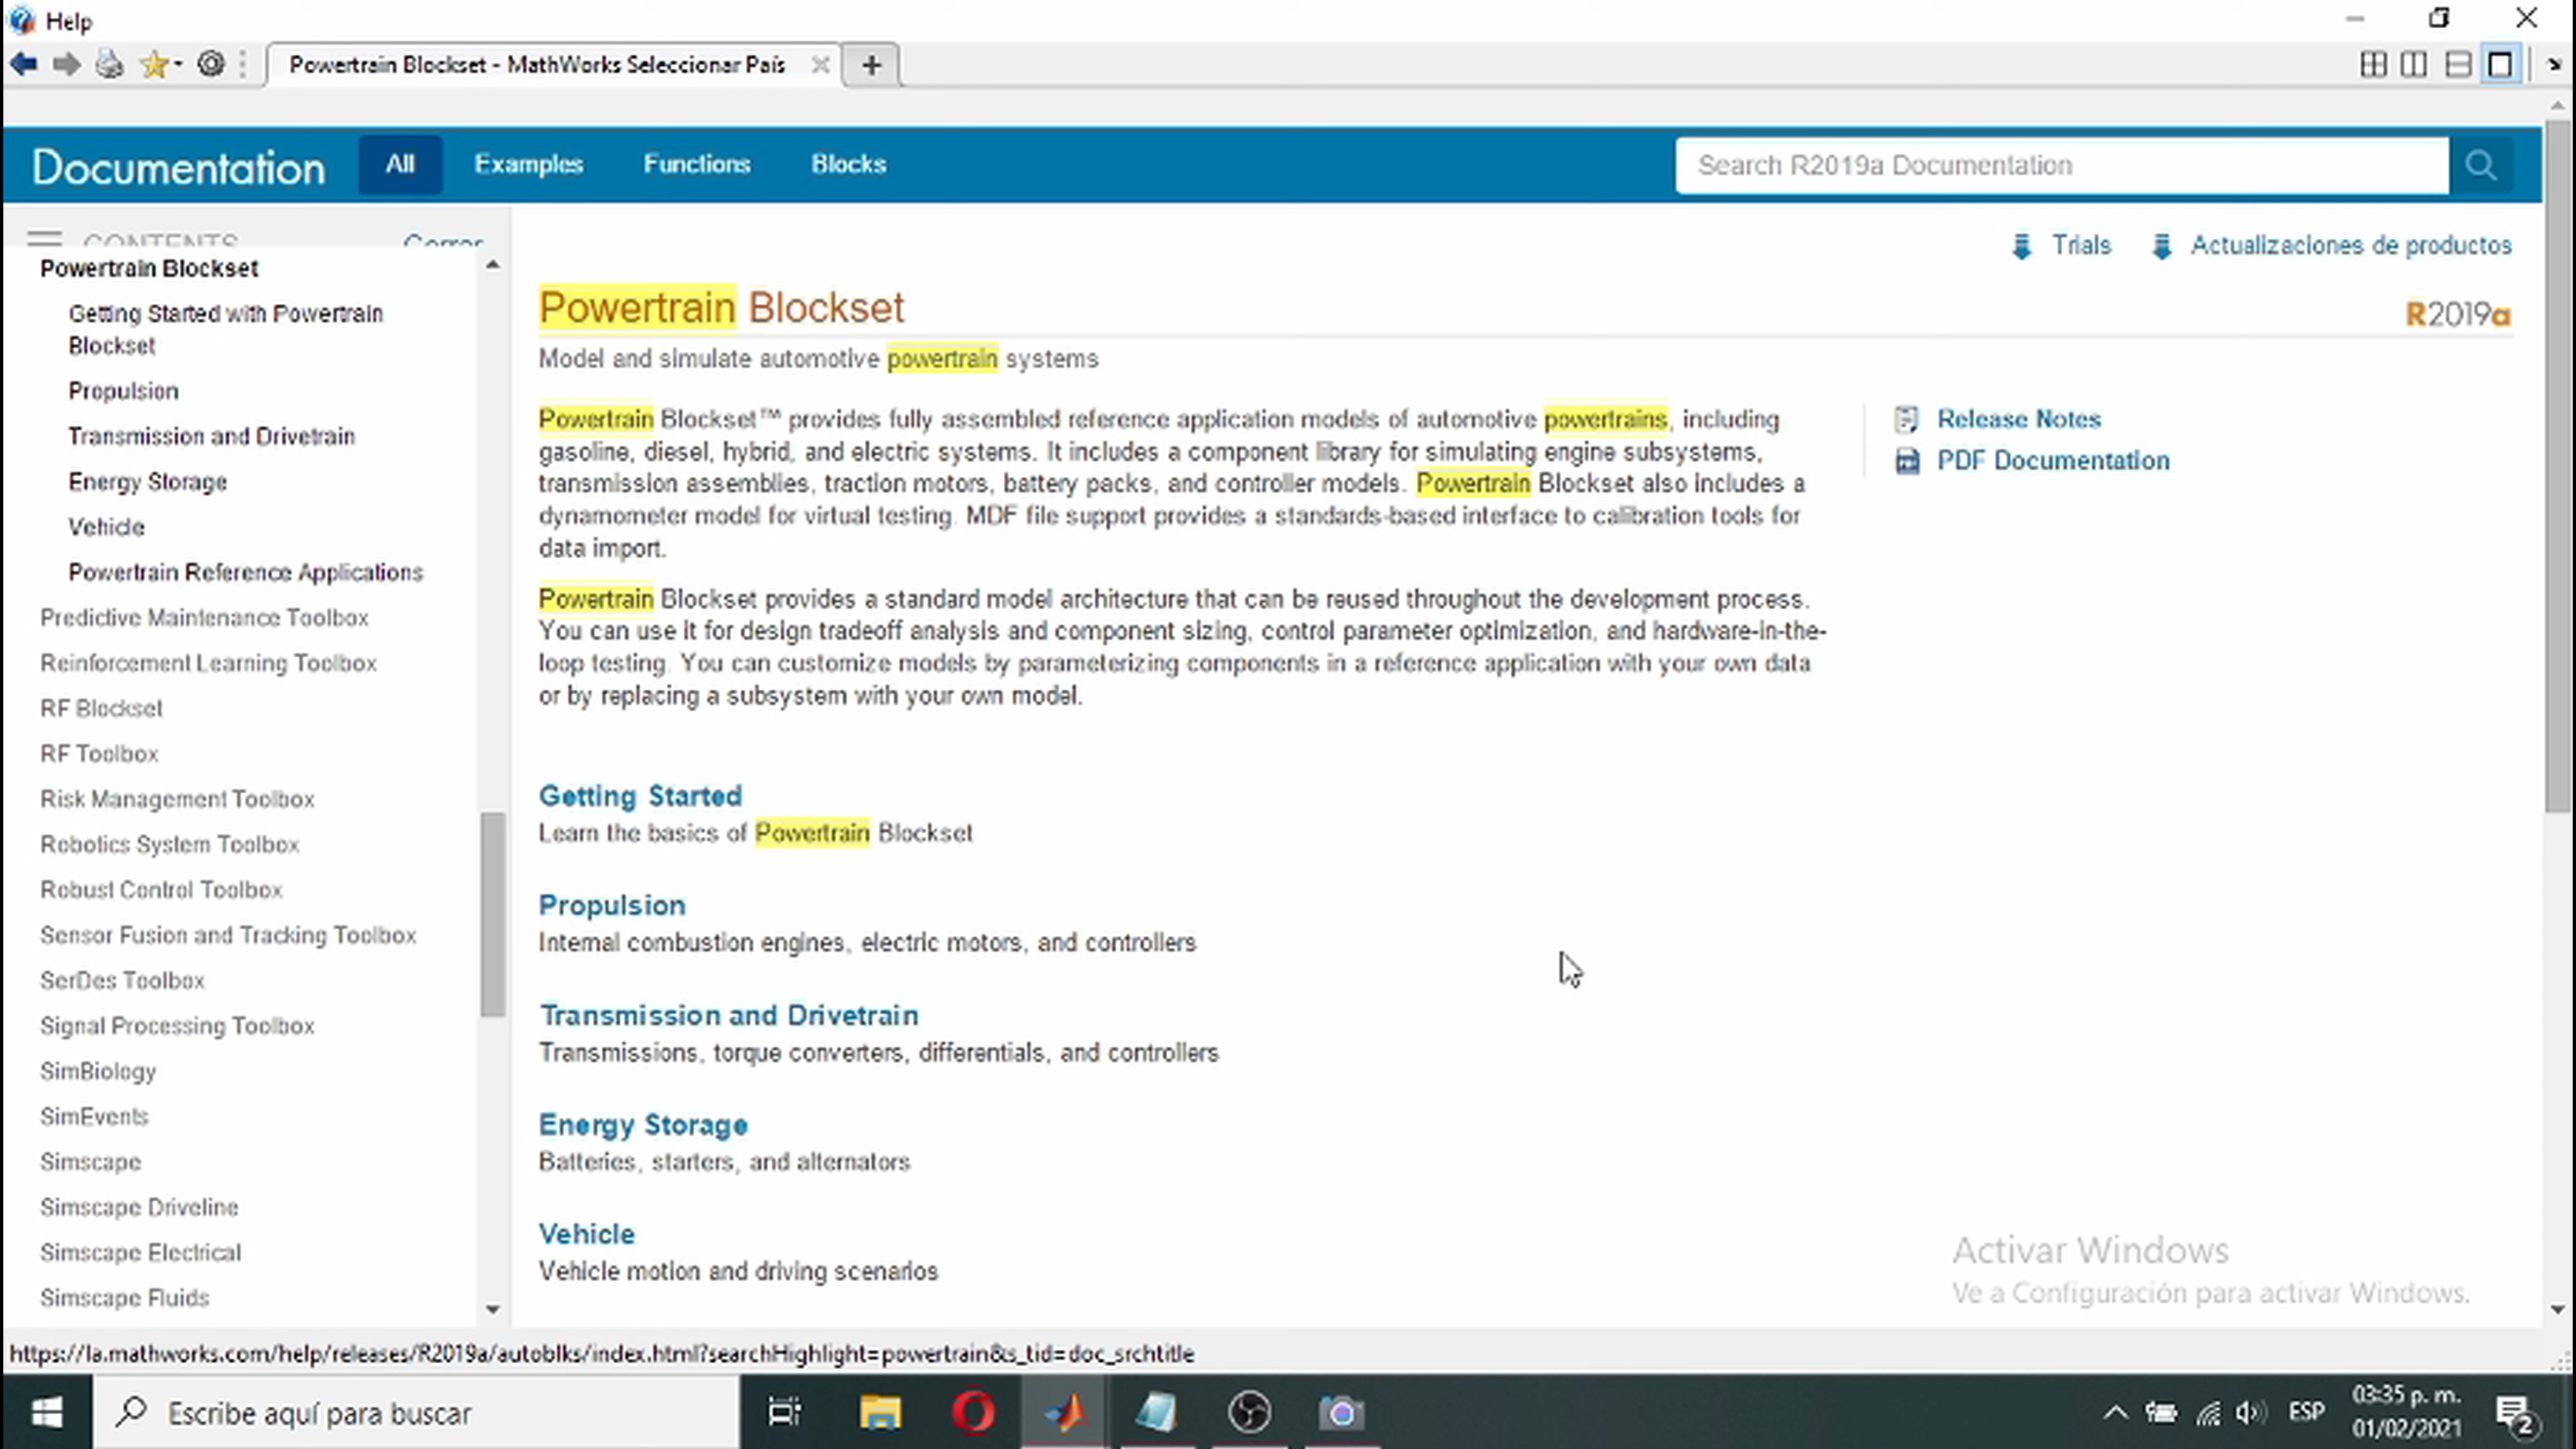 Help
Powertrain Blockset - MathWorks Seleccionar País
Documentation
All
Examples
Functions
Blocks
Search R2019a Documentation
CONTENTS
Cerrar
Powertrain Blockset
Getting Started with Powertrain
Blockset
Propulsion
Transmission and Drivetrain
Energy Storage
Vehicle
Powertrain Reference Applications
Predictive Maintenance Toolbox
Reinforcement Learning Toolbox
RF Blockset
RF Toolbox
Risk Management Toolbox
Robotics System Toolbox
Robust Control Toolbox
Sensor Fusion and Tracking Toolbox
SerDes Toolbox
Signal Processing Toolbox
SimBiology
SimEvents
Simscape
Simscape Driveline
Simscape Electrical
Simscape Fluids
Trials
Actualizaciones de productos
Powertrain Blockset
R2019a
Model and simulate automotive powertrain systems
Powertrain Blockset™ provides fully assembled reference application models of automotive powertrains, including
gasoline, diesel, hybrid, and electric systems. It includes a component library for simulating engine subsystems,
transmission assemblies, traction motors, battery packs, and controller models. Powertrain Blockset also includes a
dynamometer model for virtual testing. MDF file support provides a standards-based interface to calibration tools for
data import.
Release Notes
PDF Documentation
Powertrain Blockset provides a standard model architecture that can be reused throughout the development process.
You can use it for design tradeoff analysis and component sizing, control parameter optimization, and hardware-in-the-
loop testing. You can customize models by parameterizing components in a reference application with your own data
or by replacing a subsystem with your own model.
Getting Started
Learn the basics of Powertrain Blockset
Propulsion
Internal combustion engines, electric motors, and controllers
Transmission and Drivetrain
Transmissions, torque converters, differentials, and controllers
Energy Storage
Batteries, starters, and alternators
Vehicle
Vehicle motion and driving scenarios
Activar Windows
Ve a Configuración para activar Windows.
https://la.mathworks.com/help/releases/R2019a/autoblks/index.html?searchHighlight=powertrain&s_tid=doc_srchtitle
Escribe aquí para buscar
ESP
03:35 p. m.
01/02/2021
2